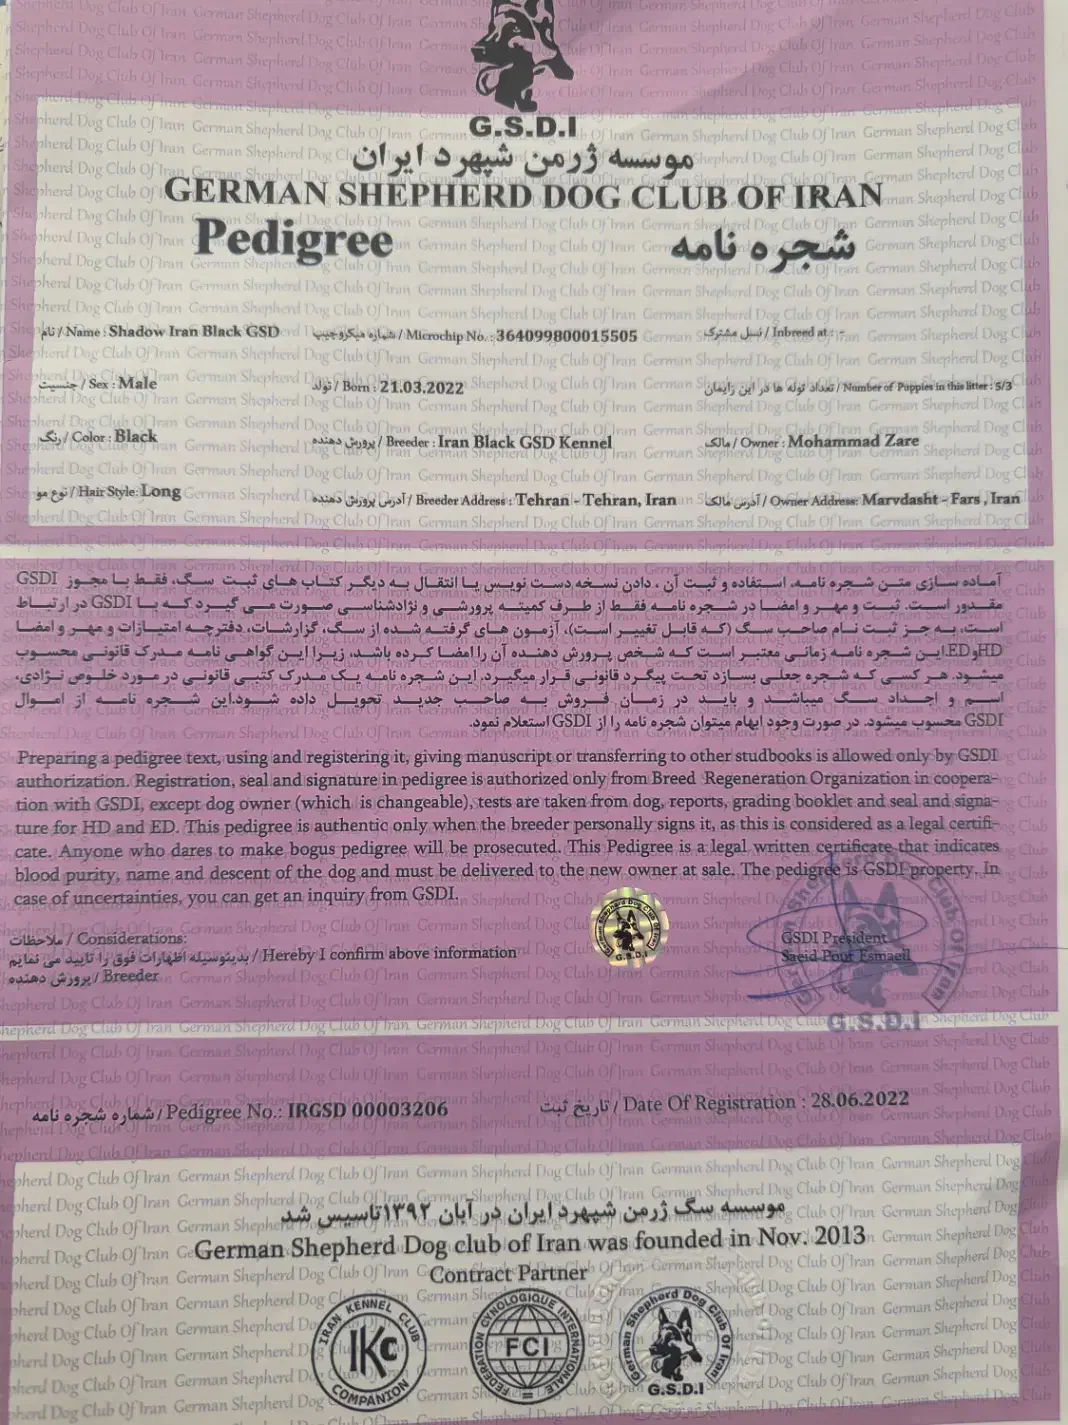 G.S.D.I
موسسه ژرمن شپهرد ایران
GERMAN SHEPHERD DOG CLUB OF IRAN
Pedigree شجره نامه
نام / Name : Shadow Iran Black GSD شماره میکروچیپ / Microchip No. : 364099800015505 نسل مشترک / Inbreed at : -
جنسیت / Sex : Male تولد / Born : 21.03.2022 تعداد توله ها در این زایمان / Number of Puppies in this litter : 5/3
رنگ / Color : Black پرورش دهنده / Breeder : Iran Black GSD Kennel مالک / Owner : Mohammad Zare
نوع مو / Hair Style: Long آدرس پرورش دهنده / Breeder Address : Tehran - Tehran, Iran آدرس مالک / Owner Address: Marvdasht - Fars , Iran
آماده سازی متن شجره نامه، استفاده و ثبت آن ، دادن نسخه دست نویس یا انتقال به دیگر کتاب های ثبت سگ، فقط با مجوز GSDI
مقدور است. ثبت و مهر و امضا در شجره نامه فقط از طرف کمیته پرورشی و نژادشناسی صورت می گیرد که با GSDI در ارتباط
است، به جز ثبت نام صاحب سگ (که قابل تغییر است)، آزمون های گرفته شده از سگ، گزارشات، دفترچه امتیازات و مهر و امضا
HDوED.این شجره نامه زمانی معتبر است که شخص پرورش دهنده آن را امضا کرده باشد، زیرا این گواهی نامه مدرک قانونی محسوب
میشود. هر کسی که شجره جعلی بسازد تحت پیگرد قانونی قرار میگیرد، این شجره نامه یک مدرک کتبی قانونی در مورد خلوص نژادی،
اسم و اجداد سگ میباشد و باید در زمان فروش به صاحب جدید تحویل داده شود.این شجره نامه از اموال
GSDI محسوب میشود. در صورت وجود ابهام میتوان شجره نامه را از GSDI استعلام نمود.
Preparing a pedigree text, using and registering it, giving manuscript or transferring to other studbooks is allowed only by GSDI
authorization. Registration, seal and signature in pedigree is authorized only from Breed Regeneration Organization in coopera-
tion with GSDI, except dog owner (which is changeable), tests are taken from dog, reports, grading booklet and seal and signa-
ture for HD and ED. This pedigree is authentic only when the breeder personally signs it, as this is considered as a legal certifi-
cate. Anyone who dares to make bogus pedigree will be prosecuted. This Pedigree is a legal written certificate that indicates
blood purity, name and descent of the dog and must be delivered to the new owner at sale. The pedigree is GSDI property. In
case of uncertainties, you can get an inquiry from GSDI.
ملاحظات / Considerations:
بدینوسیله اظهارات فوق را تایید می نمایم / Hereby I confirm above information
پرورش دهنده / Breeder
German Shepherd Dog Club Of Iran
G.S.D.I
GSDI President
Saeid Pour Esmaeil
German Shepherd Dog Club Of Iran
G.S.D.I
شماره شجره نامه / Pedigree No.: IRGSD 00003206 تاریخ ثبت / Date Of Registration : 28.06.2022
موسسه سگ ژرمن شپهرد ایران در آبان ۱۳۹۲تاسیس شد
German Shepherd Dog club of Iran was founded in Nov. 2013
Contract Partner
IRAN KENNEL CLUB
IKC
COMPANION
FEDERATION CYNOLOGIQUE INTERNATIONALE
FCI
German Shepherd Dog Club Of Iran
G.S.D.I